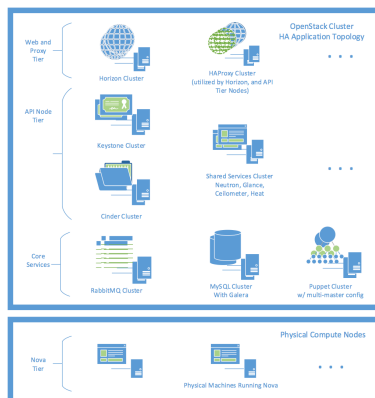 OpenStack Cluster
HA Application Topology
Web and
Proxy
Tier
Horizon Cluster
HAProxy Cluster
(utilized by Horizon, and API
Tier Nodes)
API Node
Tier
Keystone Cluster
Shared Services Cluster
Neutron, Glance,
Ceilometer, Heat
Cinder Cluster
Core
Services
RabbitMQ Cluster
MySQL Cluster
With Galera
Puppet Cluster
w/ multi-master config
Physical Compute Nodes
Nova
Tier
Physical Machines Running Nova